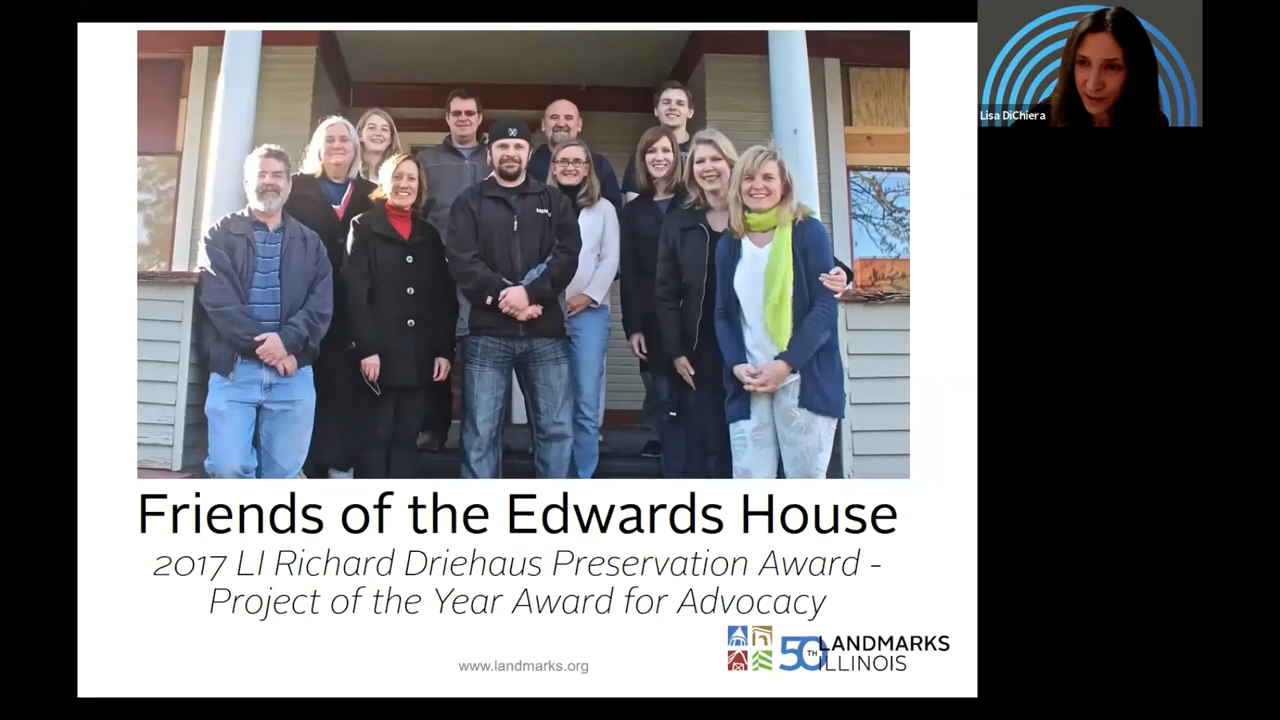 Lisa DiChiera
Friends of the Edwards House
2017 LI Richard Driehaus Preservation Award -
Project of the Year Award for Advocacy
www.landmarks.org
50TH LANDMARKS
ILLINOIS